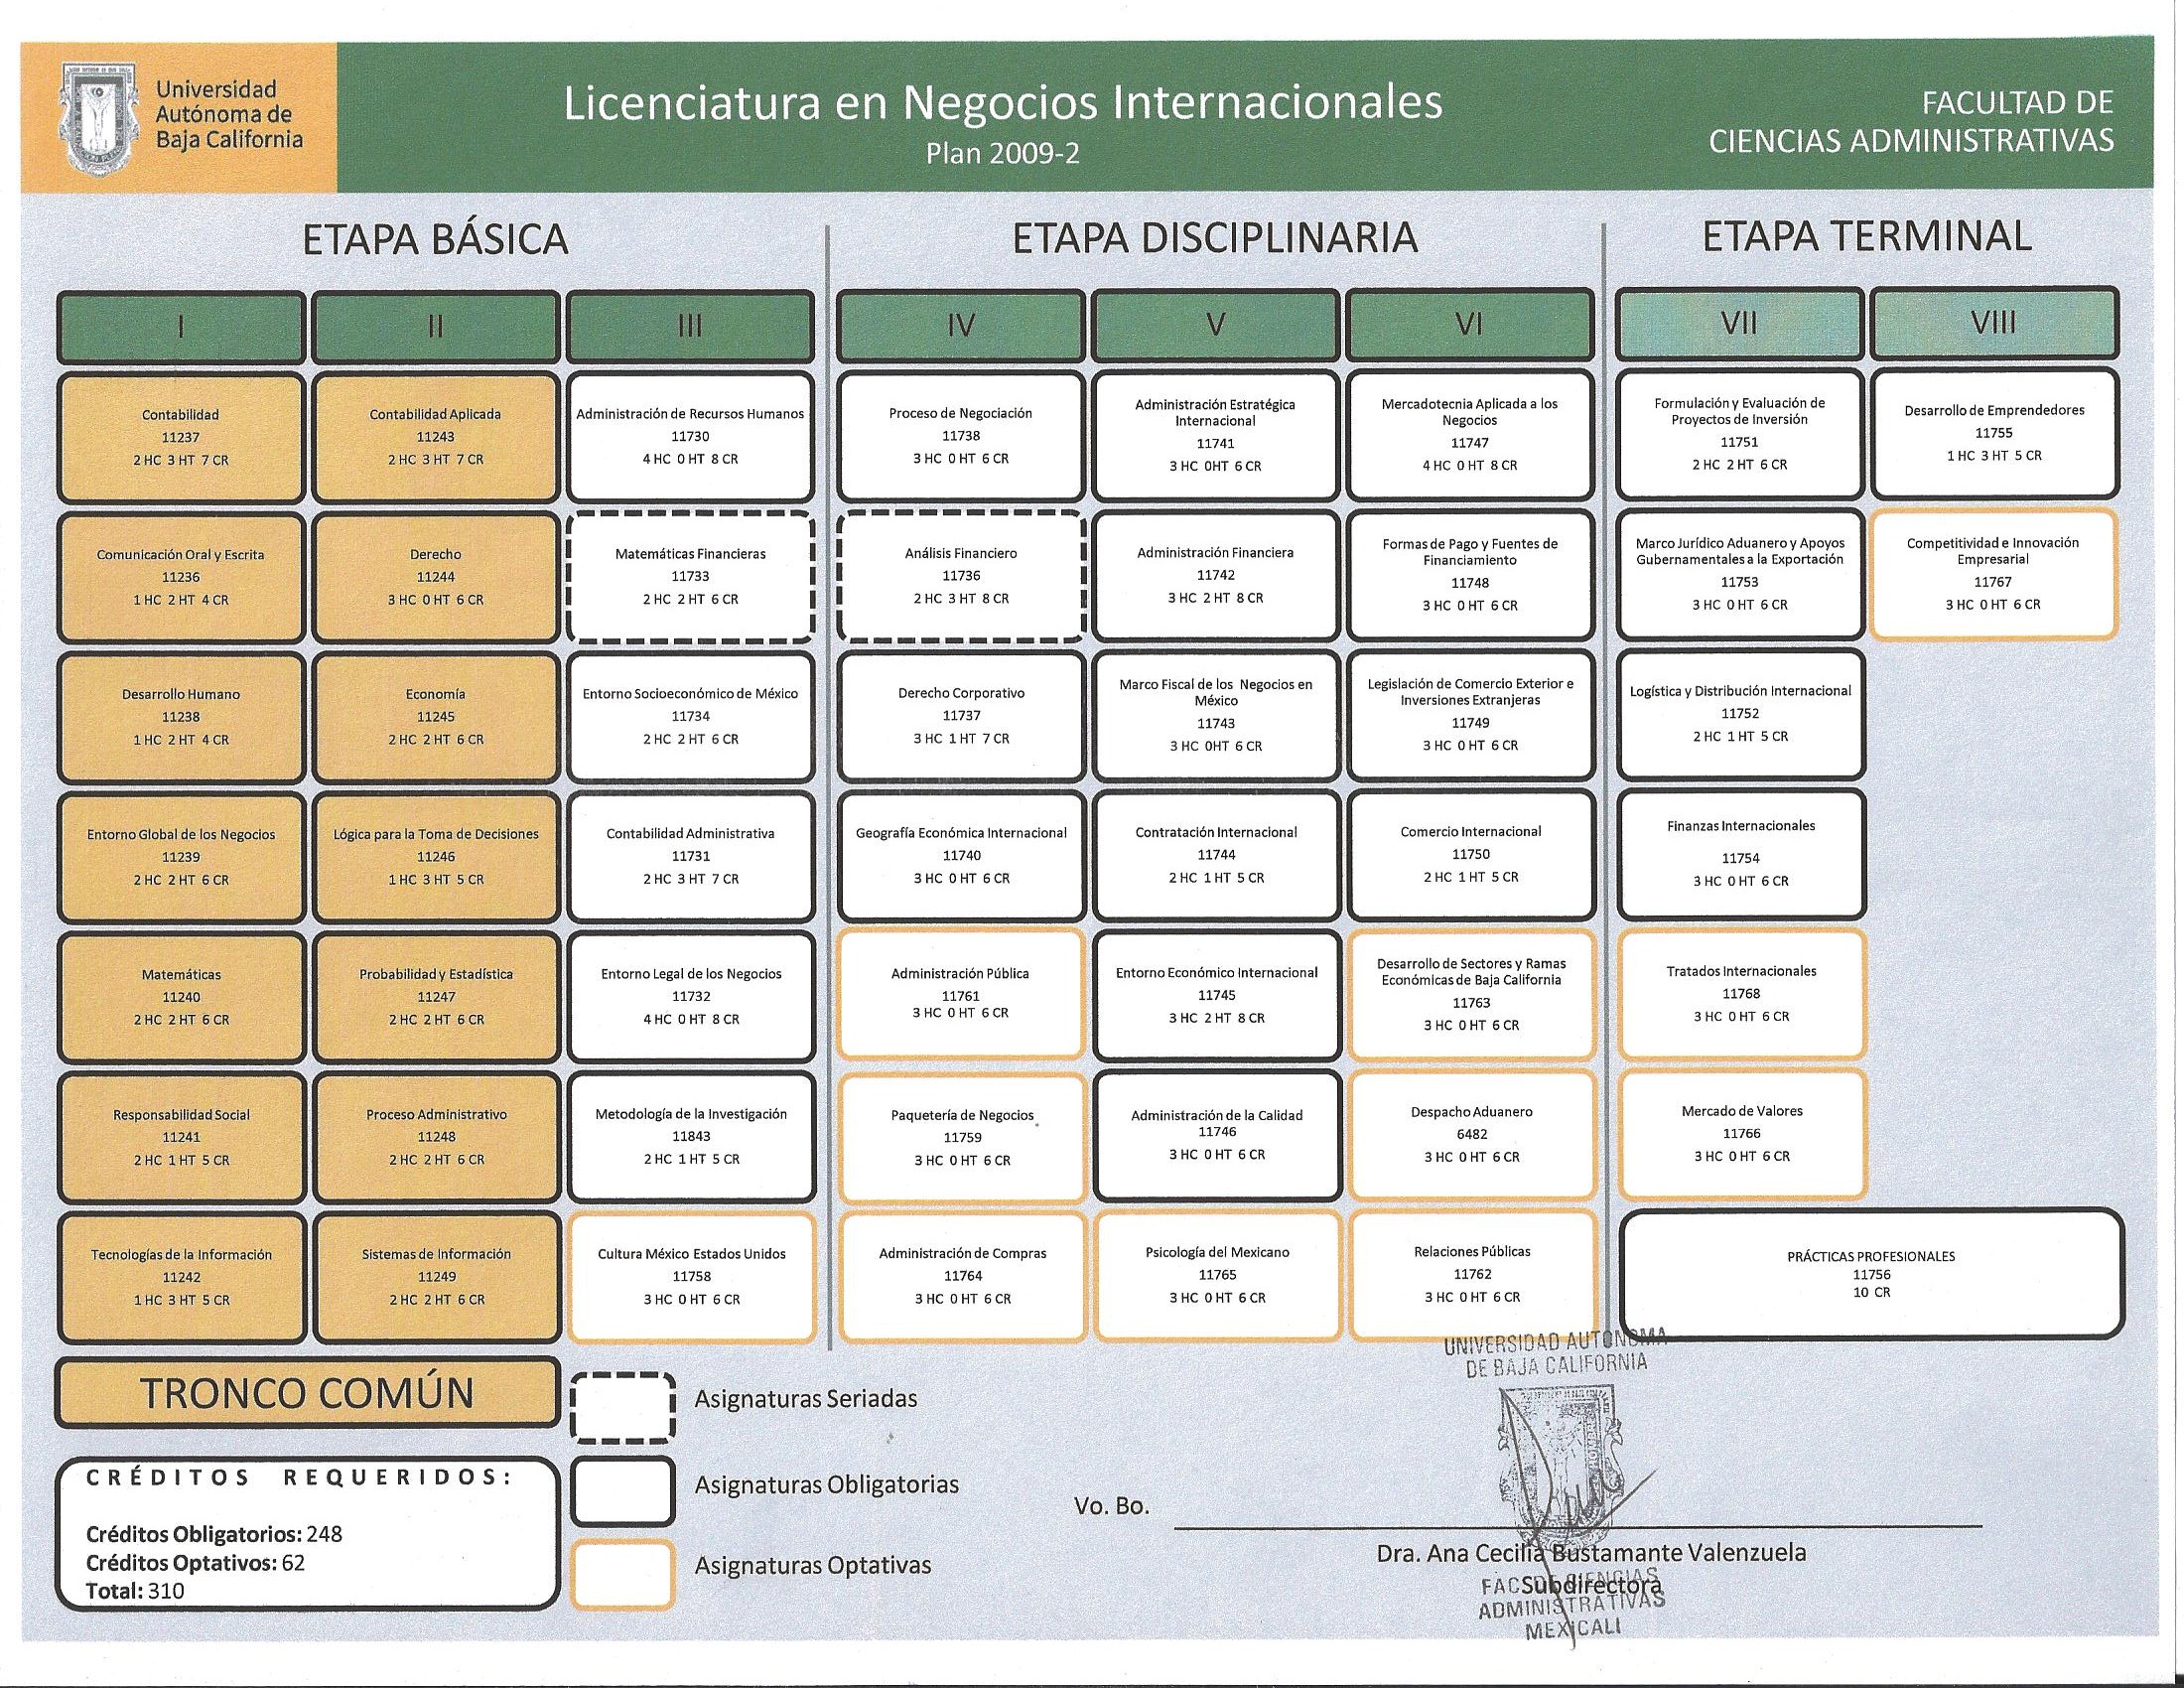 Universidad
Autónoma de
Baja California
Licenciatura en Negocios Internacionales
Plan 2009-2
FACULTAD DE
CIENCIAS ADMINISTRATIVAS
ETAPA BÁSICA
ETAPA DISCIPLINARIA
ETAPA TERMINAL
I
II
III
IV
V
VI
VII
VIII
Contabilidad
11237
2 HC 3 HT 7 CR
Contabilidad Aplicada
11243
2 HC 3 HT 7 CR
Administración de Recursos Humanos
11730
4 HC 0 HT 8 CR
Proceso de Negociación
11738
3 HC 0 HT 6 CR
Administración Estratégica
Internacional
11741
3 HC 0HT 6 CR
Mercadotecnia Aplicada a los
Negocios
11747
4 HC 0 HT 8 CR
Formulación y Evaluación de
Proyectos de Inversión
11751
2 HC 2 HT 6 CR
Desarrollo de Emprendedores
11755
1 HC 3 HT 5 CR
Comunicación Oral y Escrita
11236
1 HC 2 HT 4 CR
Derecho
11244
3 HC 0 HT 6 CR
Matemáticas Financieras
11733
2 HC 2 HT 6 CR
Análisis Financiero
11736
2 HC 3 HT 8 CR
Administración Financiera
11742
3 HC 2 HT 8 CR
Formas de Pago y Fuentes de
Financiamiento
11748
3 HC 0 HT 6 CR
Marco Jurídico Aduanero y Apoyos
Gubernamentales a la Exportación
11753
3 HC 0 HT 6 CR
Competitividad e Innovación
Empresarial
11767
3 HC 0 HT 6 CR
Desarrollo Humano
11238
1 HC 2 HT 4 CR
Economía
11245
2 HC 2 HT 6 CR
Entorno Socioeconómico de México
11734
2 HC 2 HT 6 CR
Derecho Corporativo
11737
3 HC 1 HT 7 CR
Marco Fiscal de los Negocios en
México
11743
3 HC 0HT 6 CR
Legislación de Comercio Exterior e
Inversiones Extranjeras
11749
3 HC 0 HT 6 CR
Logística y Distribución Internacional
11752
2 HC 1 HT 5 CR
Entorno Global de los Negocios
11239
2 HC 2 HT 6 CR
Lógica para la Toma de Decisiones
11246
1 HC 3 HT 5 CR
Contabilidad Administrativa
11731
2 HC 3 HT 7 CR
Geografía Económica Internacional
11740
3 HC 0 HT 6 CR
Contratación Internacional
11744
2 HC 1 HT 5 CR
Comercio Internacional
11750
2 HC 1 HT 5 CR
Finanzas Internacionales
11754
3 HC 0 HT 6 CR
Matemáticas
11240
2 HC 2 HT 6 CR
Probabilidad y Estadística
11247
2 HC 2 HT 6 CR
Entorno Legal de los Negocios
11732
4 HC 0 HT 8 CR
Administración Pública
11761
3 HC 0 HT 6 CR
Entorno Económico Internacional
11745
3 HC 2 HT 8 CR
Desarrollo de Sectores y Ramas
Económicas de Baja California
11763
3 HC 0 HT 6 CR
Tratados Internacionales
11768
3 HC 0 HT 6 CR
Responsabilidad Social
11241
2 HC 1 HT 5 CR
Proceso Administrativo
11248
2 HC 2 HT 6 CR
Metodología de la Investigación
11843
2 HC 1 HT 5 CR
Paquetería de Negocios
11759
3 HC 0 HT 6 CR
Administración de la Calidad
11746
3 HC 0 HT 6 CR
Despacho Aduanero
6482
3 HC 0 HT 6 CR
Mercado de Valores
11766
3 HC 0 HT 6 CR
Tecnologías de la Información
11242
1 HC 3 HT 5 CR
Sistemas de Información
11249
2 HC 2 HT 6 CR
Cultura México Estados Unidos
11758
3 HC 0 HT 6 CR
Administración de Compras
11764
3 HC 0 HT 6 CR
Psicología del Mexicano
11765
3 HC 0 HT 6 CR
Relaciones Públicas
11762
3 HC 0 HT 6 CR
PRÁCTICAS PROFESIONALES
11756
10 CR
TRONCO COMÚN
Asignaturas Seriadas
Asignaturas Obligatorias
Asignaturas Optativas
CRÉDITOS REQUERIDOS:
Créditos Obligatorios: 248
Créditos Optativos: 62
Total: 310
UNIVERSIDAD AUTONOMA
DE BAJA CALIFORNIA
Vo. Bo.
Dra. Ana Cecilia Bustamante Valenzuela
Subdirectora
FAC DE CIENCIAS
ADMINISTRATIVAS
MEXICALI